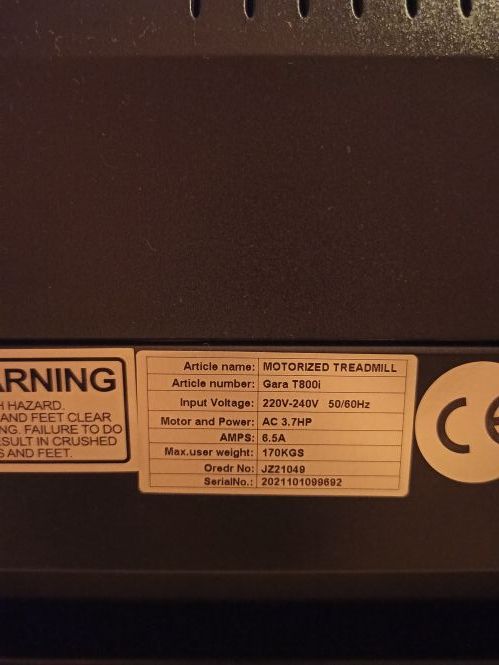 ARNING
HAZARD.
AND FEET CLEAR
NG. FAILURE TO DO
SULT IN CRUSHED
AND FEET.
Article name: MOTORIZED TREADMILL
Article number: Gara T800i
Input Voltage: 220V-240V 50/60Hz
Motor and Power: AC 3.7HP
AMPS: 6.5A
Max.user weight: 170KGS
Oredr No: JZ21049
SerialNo.: 2021101099692
CE